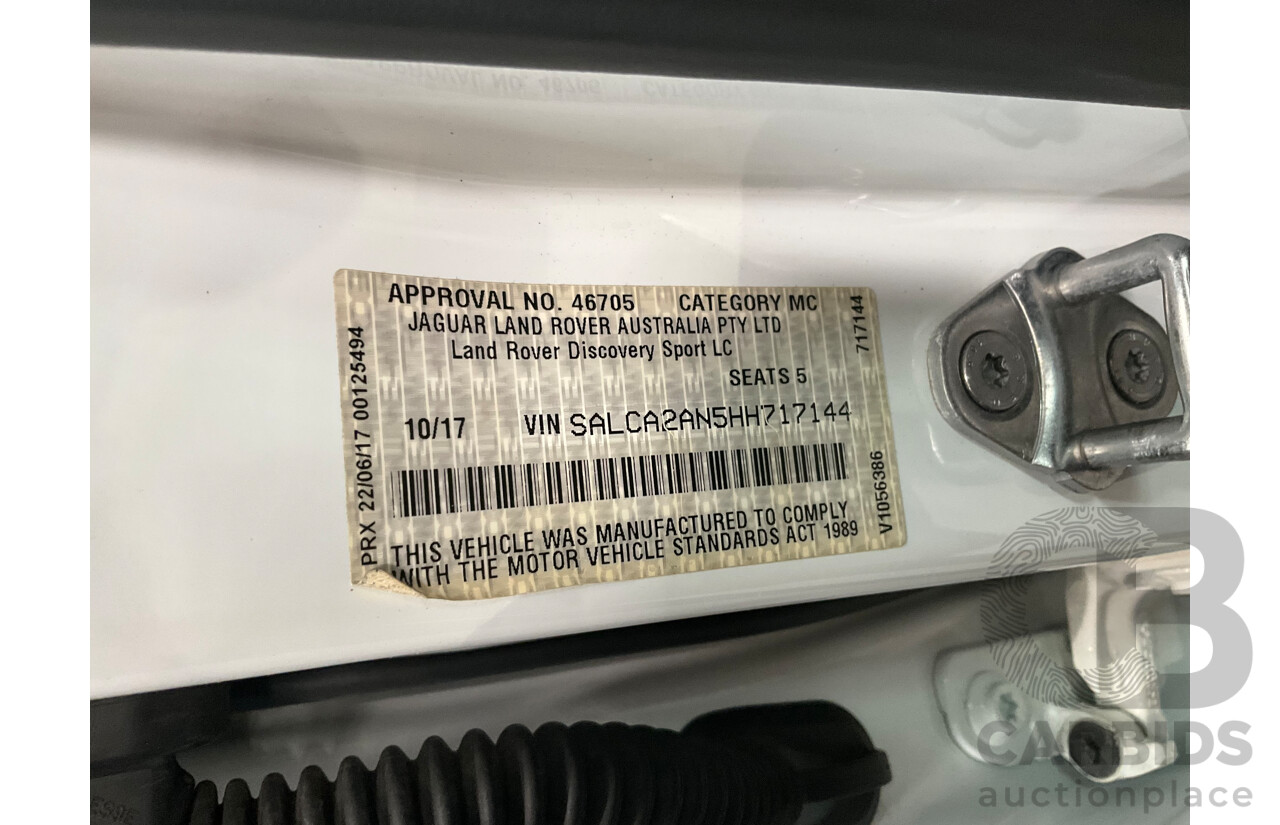 APPROVAL NO. 46705 CATEGORY MC
JAGUAR LAND ROVER AUSTRALIA PTY LTD
Land Rover Discovery Sport LC
SEATS 5
10/17 VIN SALCA2AN5HH717144
THIS VEHICLE WAS MANUFACTURED TO COMPLY
WITH THE MOTOR VEHICLE STANDARDS ACT 1989
PRX 22/06/17 00125494
717144
V1056386
CB
CARBIDS
auctionplace